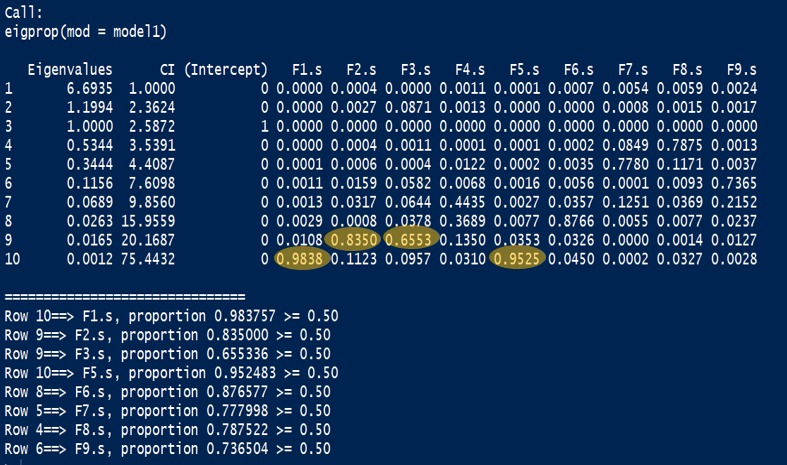 Call:
eigprop(mod = model1)
Eigenvalues CI (Intercept) F1.s F2.s F3.s F4.s F5.s F6.s F7.s F8.s F9.s
1 6.6935 1.0000 0 0.0000 0.0004 0.0000 0.0011 0.0001 0.0007 0.0054 0.0059 0.0024
2 1.1994 2.3624 0 0.0000 0.0027 0.0871 0.0013 0.0000 0.0000 0.0008 0.0015 0.0017
3 1.0000 2.5872 1 0.0000 0.0000 0.0000 0.0000 0.0000 0.0000 0.0000 0.0000 0.0000
4 0.5344 3.5391 0 0.0000 0.0004 0.0011 0.0001 0.0001 0.0002 0.0849 0.7875 0.0013
5 0.3444 4.4087 0 0.0001 0.0006 0.0004 0.0122 0.0002 0.0035 0.7780 0.1171 0.0037
6 0.1156 7.6098 0 0.0011 0.0159 0.0582 0.0068 0.0016 0.0056 0.0001 0.0093 0.7365
7 0.0689 9.8560 0 0.0013 0.0317 0.0644 0.4435 0.0027 0.0357 0.1251 0.0369 0.2152
8 0.0263 15.9559 0 0.0029 0.0008 0.0378 0.3689 0.0077 0.8766 0.0055 0.0077 0.0237
9 0.0165 20.1687 0 0.0108 0.8350 0.6553 0.1350 0.0353 0.0326 0.0000 0.0014 0.0127
10 0.0012 75.4432 0 0.9838 0.1123 0.0957 0.0310 0.9525 0.0450 0.0002 0.0327 0.0028
===============================
Row 10==> F1.s, proportion 0.983757 >= 0.50
Row 9==> F2.s, proportion 0.835000 >= 0.50
Row 9==> F3.s, proportion 0.655336 >= 0.50
Row 10==> F5.s, proportion 0.952483 >= 0.50
Row 8==> F6.s, proportion 0.876577 >= 0.50
Row 5==> F7.s, proportion 0.777998 >= 0.50
Row 4==> F8.s, proportion 0.787522 >= 0.50
Row 6==> F9.s, proportion 0.736504 >= 0.50